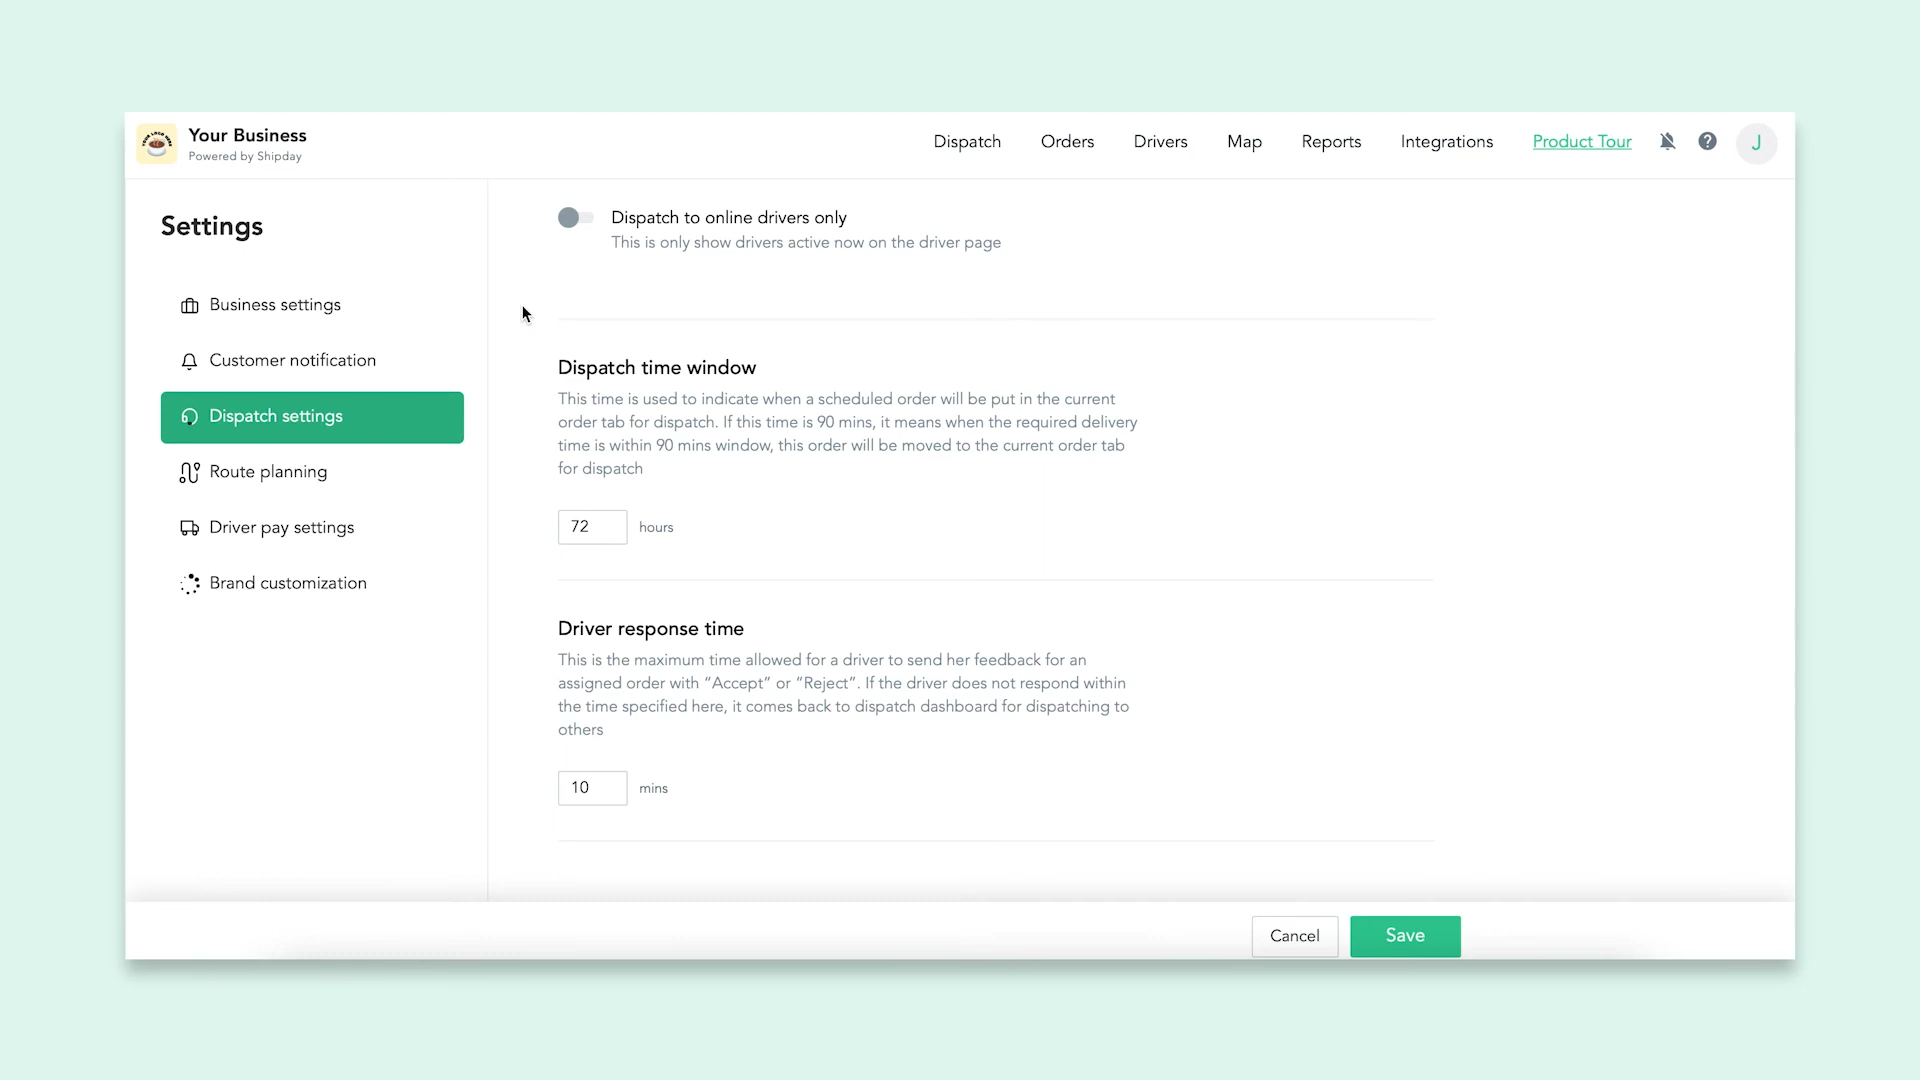 Your Business
Powered by Shipday
Dispatch Orders Drivers Map Reports Integrations Product Tour J
Settings
Business settings
Customer notification
Dispatch settings
Route planning
Driver pay settings
Brand customization
Dispatch to online drivers only
This is only show drivers active now on the driver page
Dispatch time window
This time is used to indicate when a scheduled order will be put in the current
order tab for dispatch. If this time is 90 mins, it means when the required delivery
time is within 90 mins window, this order will be moved to the current order tab
for dispatch
72 hours
Driver response time
This is the maximum time allowed for a driver to send her feedback for an
assigned order with “Accept” or “Reject”. If the driver does not respond within
the time specified here, it comes back to dispatch dashboard for dispatching to
others
10 mins
Cancel Save